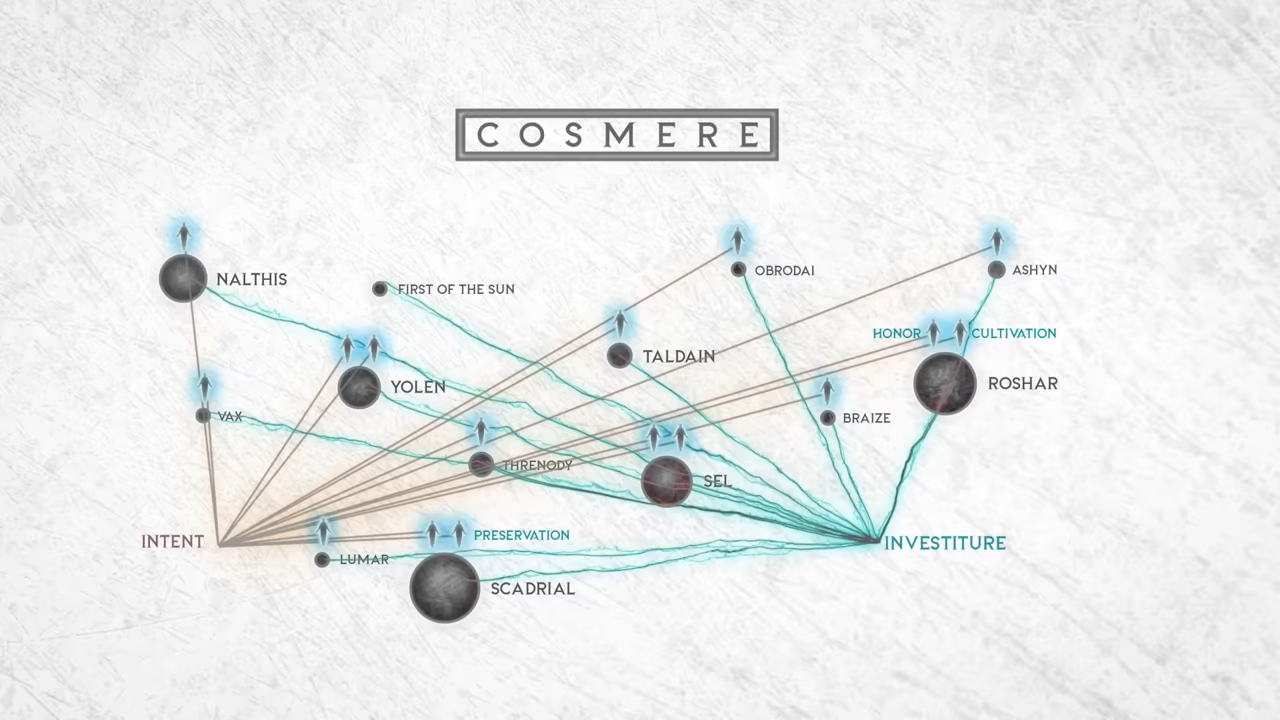 COSMERE
NALTHIS
FIRST OF THE SUN
OBRODAI
ASHYN
HONOR
CULTIVATION
TALDAIN
YOLEN
ROSHAR
VAX
BRAIZE
THRENODY
SEL
INTENT
PRESERVATION
INVESTITURE
LUMAR
SCADRIAL